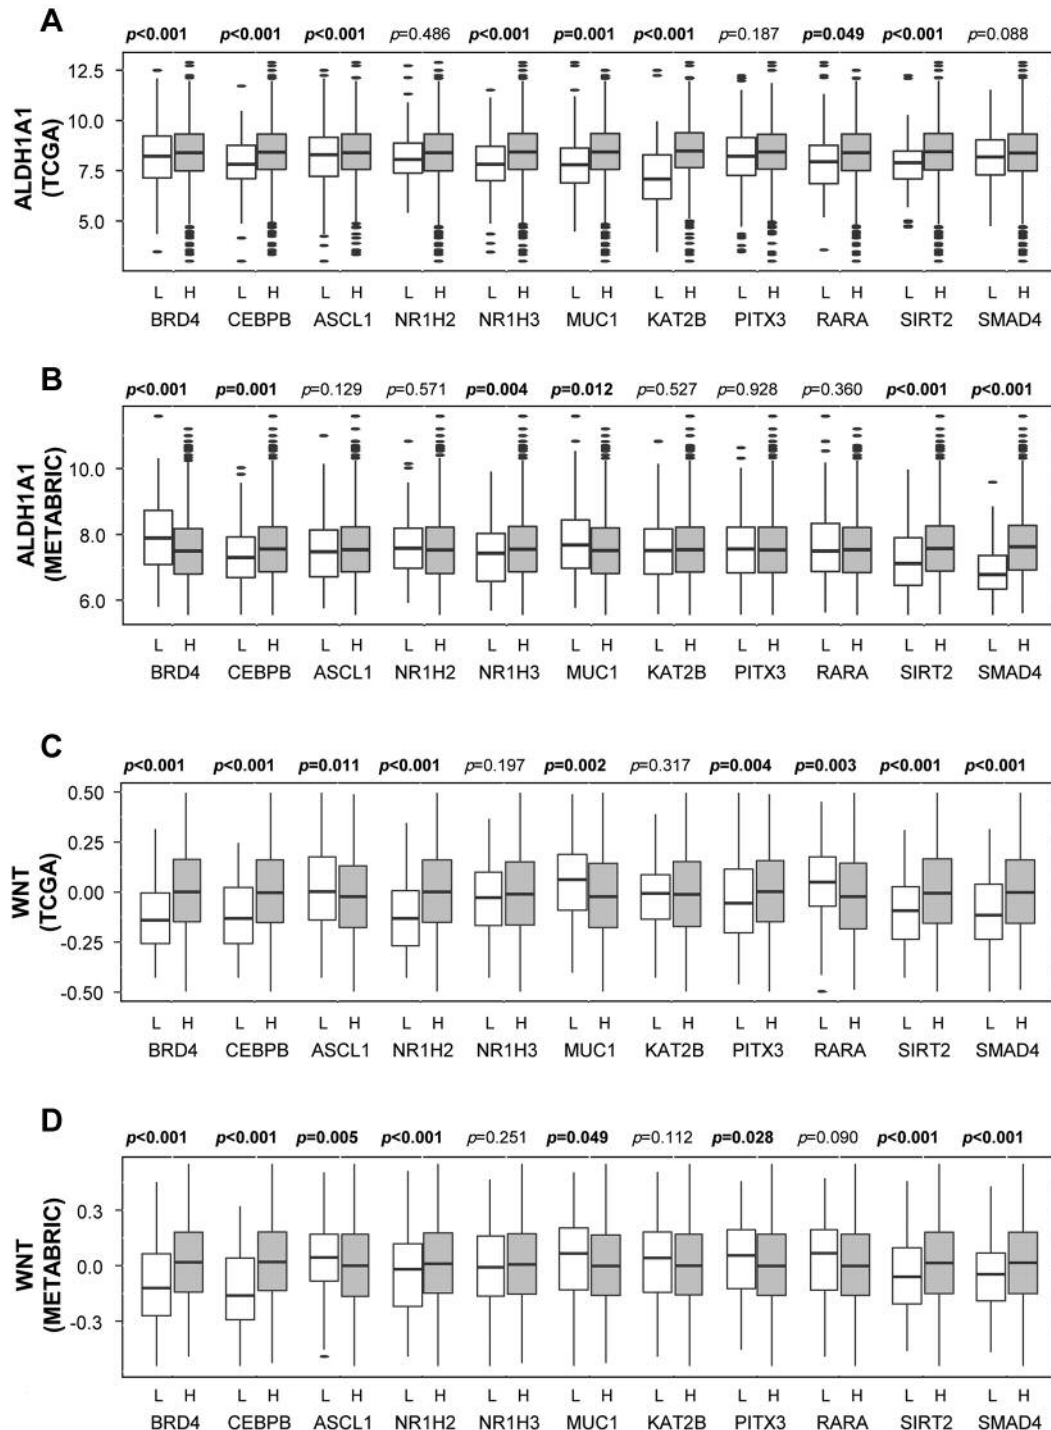 A
p<0.001 p<0.001 p<0.001 p=0.486 p<0.001 p=0.001 p<0.001 p=0.187 p=0.049 p<0.001 p=0.088
ALDH1A1
(TCGA)
12.5
10.0
7.5
5.0
L H L H L H L H L H L H L H L H L H L H L H
BRD4 CEBPB ASCL1 NR1H2 NR1H3 MUC1 KAT2B PITX3 RARA SIRT2 SMAD4
B
p<0.001 p=0.001 p=0.129 p=0.571 p=0.004 p=0.012 p=0.527 p=0.928 p=0.360 p<0.001 p<0.001
ALDH1A1
(METABRIC)
10.0
8.0
6.0
L H L H L H L H L H L H L H L H L H L H L H
BRD4 CEBPB ASCL1 NR1H2 NR1H3 MUC1 KAT2B PITX3 RARA SIRT2 SMAD4
C
p<0.001 p<0.001 p=0.011 p<0.001 p=0.197 p=0.002 p=0.317 p=0.004 p=0.003 p<0.001 p<0.001
WNT
(TCGA)
0.50
0.25
0.00
-0.25
-0.50
L H L H L H L H L H L H L H L H L H L H L H
BRD4 CEBPB ASCL1 NR1H2 NR1H3 MUC1 KAT2B PITX3 RARA SIRT2 SMAD4
D
p<0.001 p<0.001 p=0.005 p<0.001 p=0.251 p=0.049 p=0.112 p=0.028 p=0.090 p<0.001 p<0.001
WNT
(METABRIC)
0.3
0.0
-0.3
L H L H L H L H L H L H L H L H L H L H L H
BRD4 CEBPB ASCL1 NR1H2 NR1H3 MUC1 KAT2B PITX3 RARA SIRT2 SMAD4